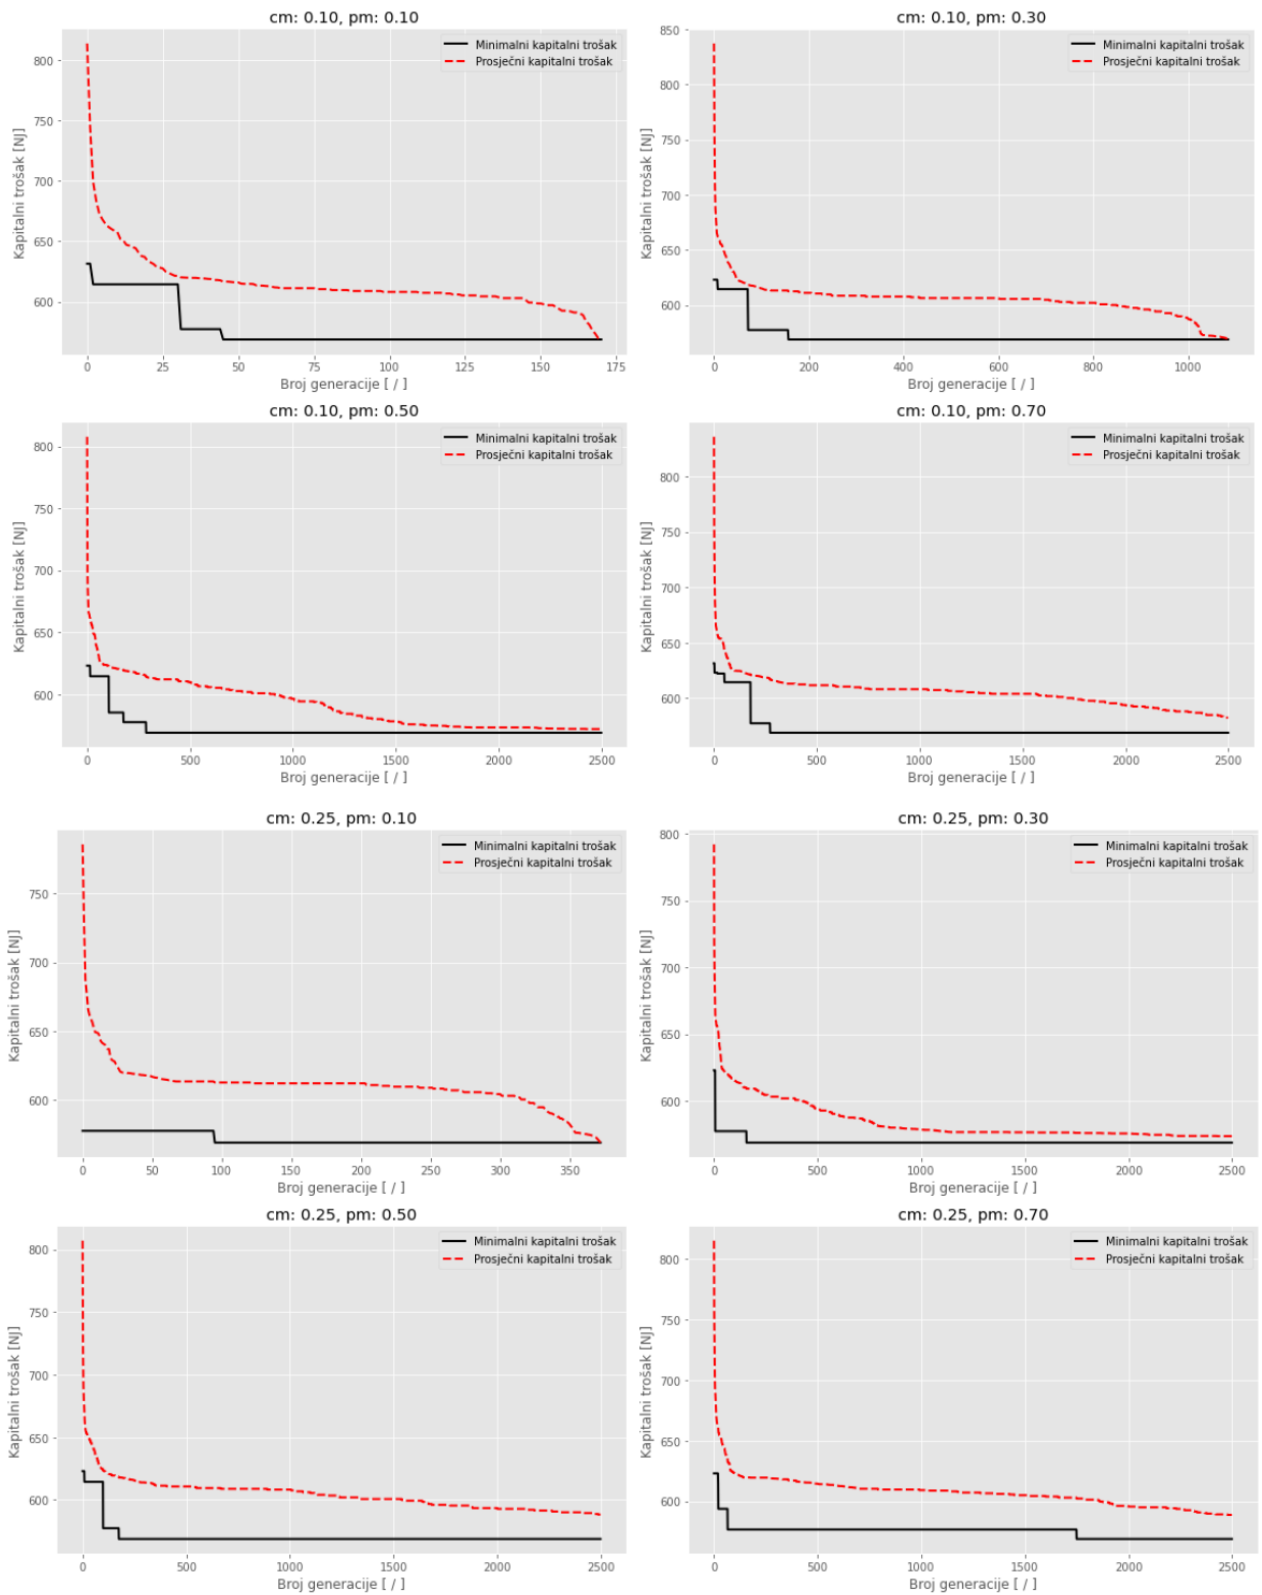 cm: 0.10, pm: 0.10
Kapitalni trošak [NJ]
800
750
700
650
600
Minimalni kapitalni trošak
Prosječni kapitalni trošak
0 25 50 75 100 125 150 175
Broj generacije [ / ]
cm: 0.10, pm: 0.30
Kapitalni trošak [NJ]
850
800
750
700
650
600
Minimalni kapitalni trošak
Prosječni kapitalni trošak
0 200 400 600 800 1000
Broj generacije [ / ]
cm: 0.10, pm: 0.50
Kapitalni trošak [NJ]
800
750
700
650
600
Minimalni kapitalni trošak
Prosječni kapitalni trošak
0 500 1000 1500 2000 2500
Broj generacije [ / ]
cm: 0.10, pm: 0.70
Kapitalni trošak [NJ]
800
750
700
650
600
Minimalni kapitalni trošak
Prosječni kapitalni trošak
0 500 1000 1500 2000 2500
Broj generacije [ / ]
cm: 0.25, pm: 0.10
Kapitalni trošak [NJ]
750
700
650
600
Minimalni kapitalni trošak
Prosječni kapitalni trošak
0 50 100 150 200 250 300 350
Broj generacije [ / ]
cm: 0.25, pm: 0.30
Kapitalni trošak [NJ]
800
750
700
650
600
Minimalni kapitalni trošak
Prosječni kapitalni trošak
0 500 1000 1500 2000 2500
Broj generacije [ / ]
cm: 0.25, pm: 0.50
Kapitalni trošak [NJ]
800
750
700
650
600
Minimalni kapitalni trošak
Prosječni kapitalni trošak
0 500 1000 1500 2000 2500
Broj generacije [ / ]
cm: 0.25, pm: 0.70
Kapitalni trošak [NJ]
800
750
700
650
600
Minimalni kapitalni trošak
Prosječni kapitalni trošak
0 500 1000 1500 2000 2500
Broj generacije [ / ]